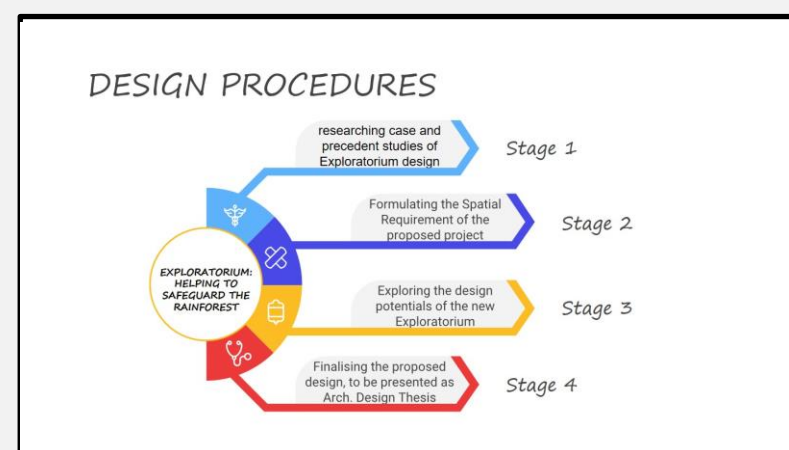 DESIGN PROCEDURES
researching case and
precedent studies of
Exploratorium design
Stage 1
Formulating the Spatial
Requirement of the
proposed project
Stage 2
EXPLORATORIUM:
HELPING TO
SAFEGUARD THE
RAINFOREST
Exploring the design
potentials of the new
Exploratorium
Stage 3
Finalising the proposed
design, to be presented as
Arch. Design Thesis
Stage 4